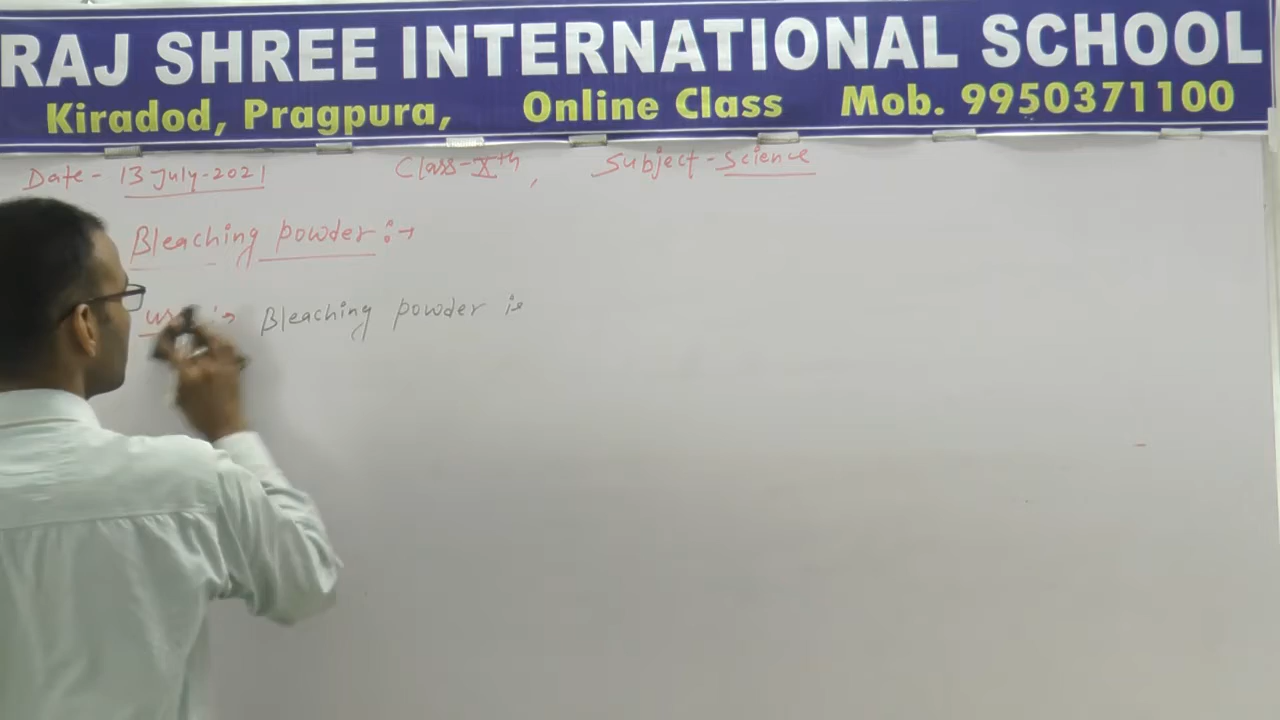 RAJ SHREE INTERNATIONAL SCHOOL
Kiradod, Pragpura, Online Class Mob. 9950371100
Date - 13 July-2021 Class-Xth, Subject-Science
Bleaching powder :→
:→ Bleaching powder is